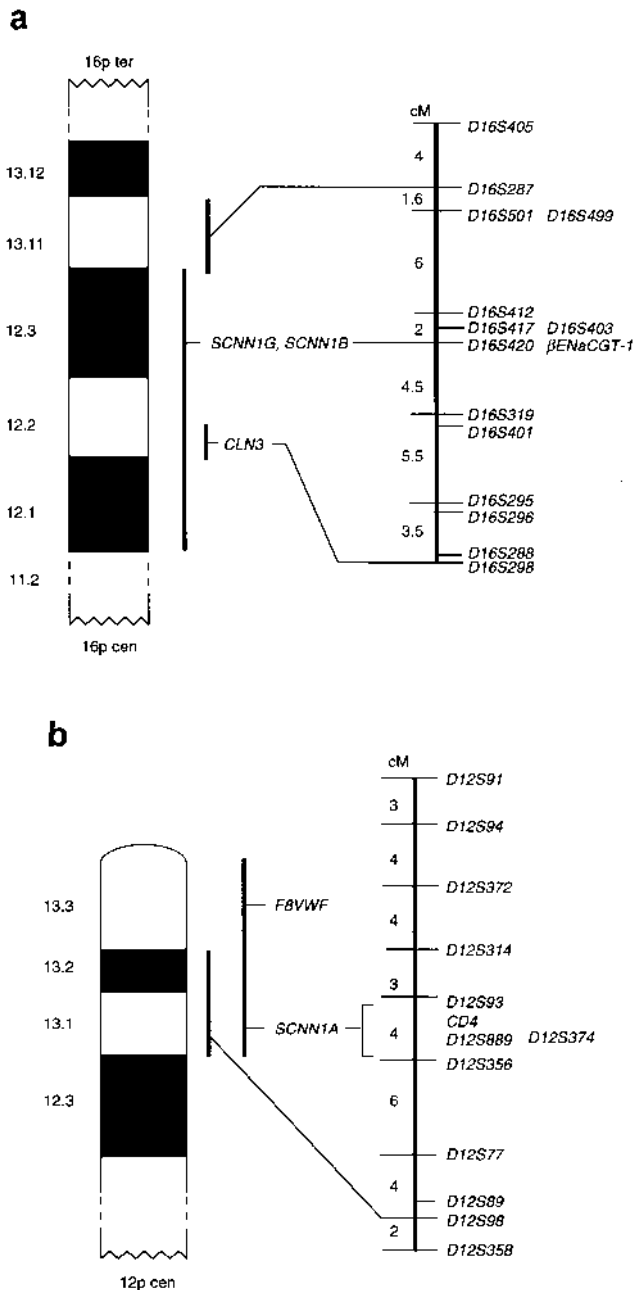 a
16p ter
13.12
13.11
12.3
12.2
12.1
11.2
16p cen
SCNN1G, SCNN1B
CLN3
cM
4
1.6
6
2
4.5
5.5
3.5
D16S405
D16S287
D16S501 D16S499
D16S412
D16S417 D16S403
D16S420 βENaCGT-1
D16S319
D16S401
D16S295
D16S296
D16S288
D16S298
b
13.3
13.2
13.1
12.3
12p cen
F8VWF
SCNN1A
cM
3
4
4
3
4
6
4
2
D12S91
D12S94
D12S372
D12S314
D12S93
CD4
D12S889 D12S374
D12S356
D12S77
D12S89
D12S98
D12S358